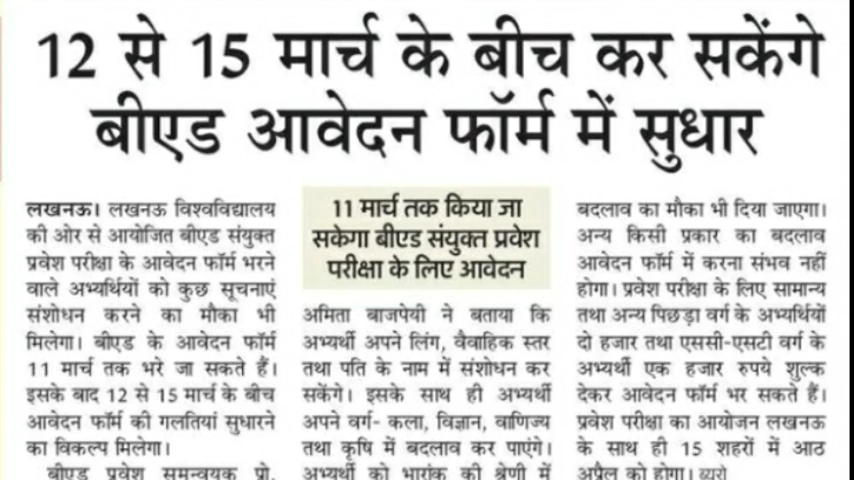 12 से 15 मार्च के बीच कर सकेंगे
बीएड आवेदन फॉर्म में सुधार
लखनऊ। लखनऊ विश्वविद्यालय
की ओर से आयोजित बीएड संयुक्त
प्रवेश परीक्षा के आवेदन फॉर्म भरने
वाले अभ्यर्थियों को कुछ सूचनाएं
संशोधन करने का मौका भी
मिलेगा। बीएड के आवेदन फॉर्म
11 मार्च तक भरे जा सकते हैं।
इसके बाद 12 से 15 मार्च के बीच
आवेदन फॉर्म की गलतियां सुधारने
का विकल्प मिलेगा।
बीएड प्रवेश समन्वयक प्रो.
11 मार्च तक किया जा
सकेगा बीएड संयुक्त प्रवेश
परीक्षा के लिए आवेदन
अमिता बाजपेयी ने बताया कि
अभ्यर्थी अपने लिंग, वैवाहिक स्तर
तथा पति के नाम में संशोधन कर
सकेंगे। इसके साथ ही अभ्यर्थी
अपने वर्ग- कला, विज्ञान, वाणिज्य
तथा कृषि में बदलाव कर पाएंगे।
अभ्यर्थी को भारांक की श्रेणी में
बदलाव का मौका भी दिया जाएगा।
अन्य किसी प्रकार का बदलाव
आवेदन फॉर्म में करना संभव नहीं
होगा। प्रवेश परीक्षा के लिए सामान्य
तथा अन्य पिछड़ा वर्ग के अभ्यर्थियों
दो हजार तथा एससी-एसटी वर्ग के
अभ्यर्थी एक हजार रुपये शुल्क
देकर आवेदन फॉर्म भर सकते हैं।
प्रवेश परीक्षा का आयोजन लखनऊ
के साथ ही 15 शहरों में आठ
अप्रैल को होगा। ब्यूरो